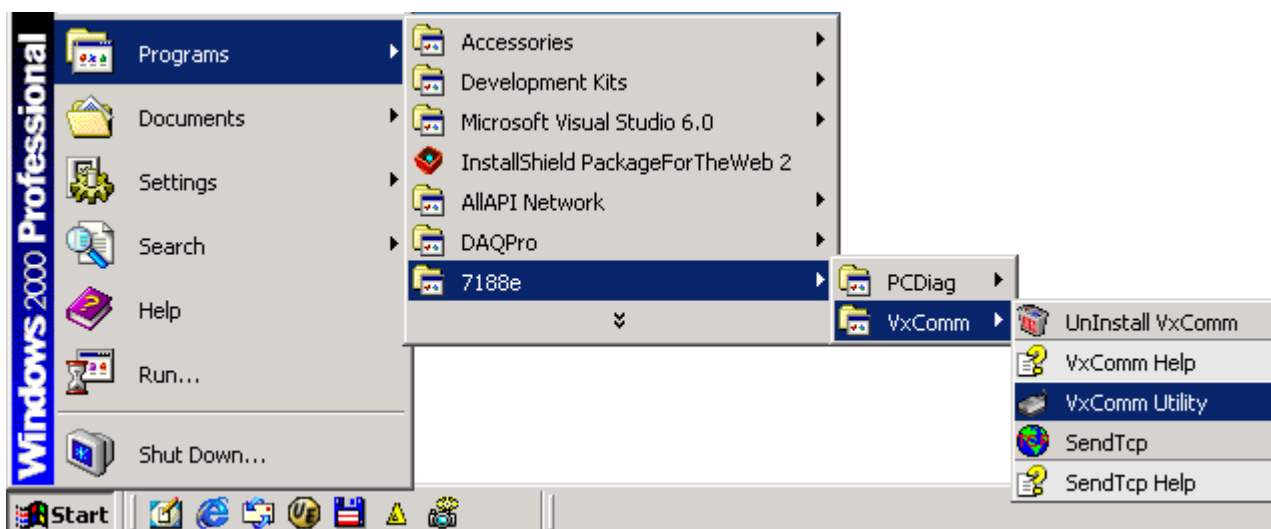 Windows 2000 Professional
Programs
Documents
Settings
Search
Help
Run...
Shut Down...
Accessories
Development Kits
Microsoft Visual Studio 6.0
InstallShield PackageForTheWeb 2
AllAPI Network
DAQPro
7188e
PCDiag
VxComm
UnInstall VxComm
VxComm Help
VxComm Utility
SendTcp
SendTcp Help
Start